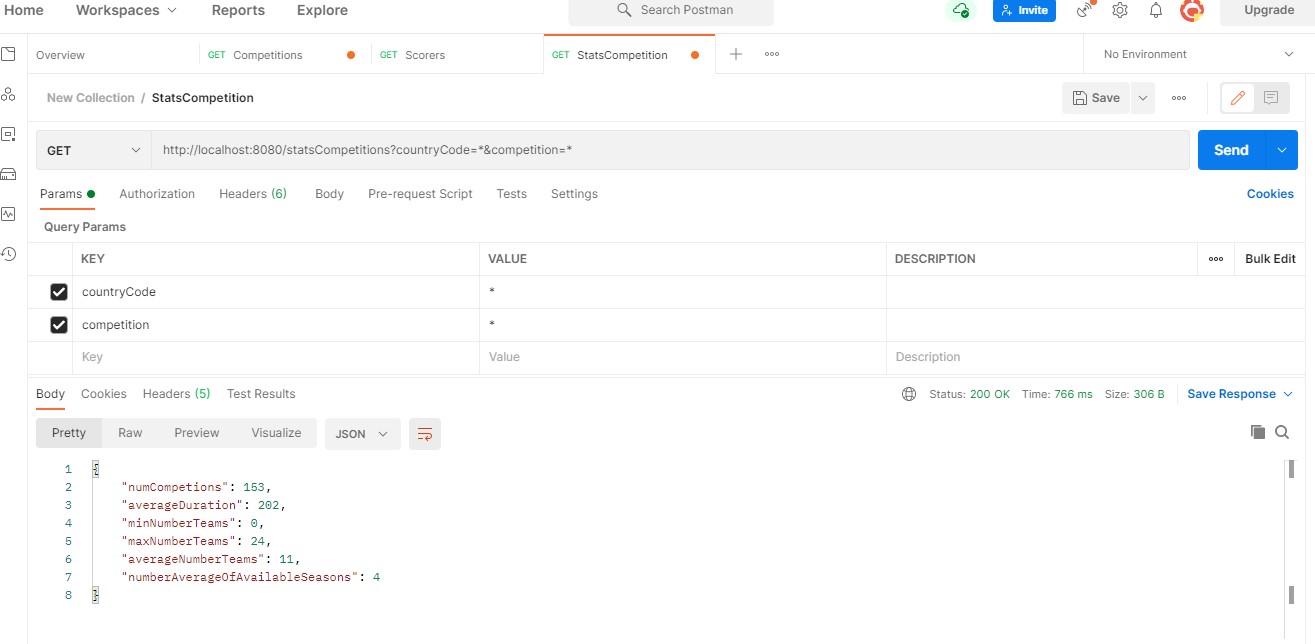 Home Workspaces Reports Explore Search Postman Invite Upgrade
Overview GET Competitions GET Scorers GET StatsCompetition No Environment
New Collection / StatsCompetition Save
GET http://localhost:8080/statsCompetitions?countryCode=*&competition=* Send
Params Authorization Headers (6) Body Pre-request Script Tests Settings Cookies
Query Params
KEY VALUE DESCRIPTION Bulk Edit
countryCode *
competition *
Key Value Description
Body Cookies Headers (5) Test Results Status: 200 OK Time: 766 ms Size: 306 B Save Response
Pretty Raw Preview Visualize JSON
1 {
2 "numCompetions": 153,
3 "averageDuration": 202,
4 "minNumberTeams": 0,
5 "maxNumberTeams": 24,
6 "averageNumberTeams": 11,
7 "numberAverageOfAvailableSeasons": 4
8 }